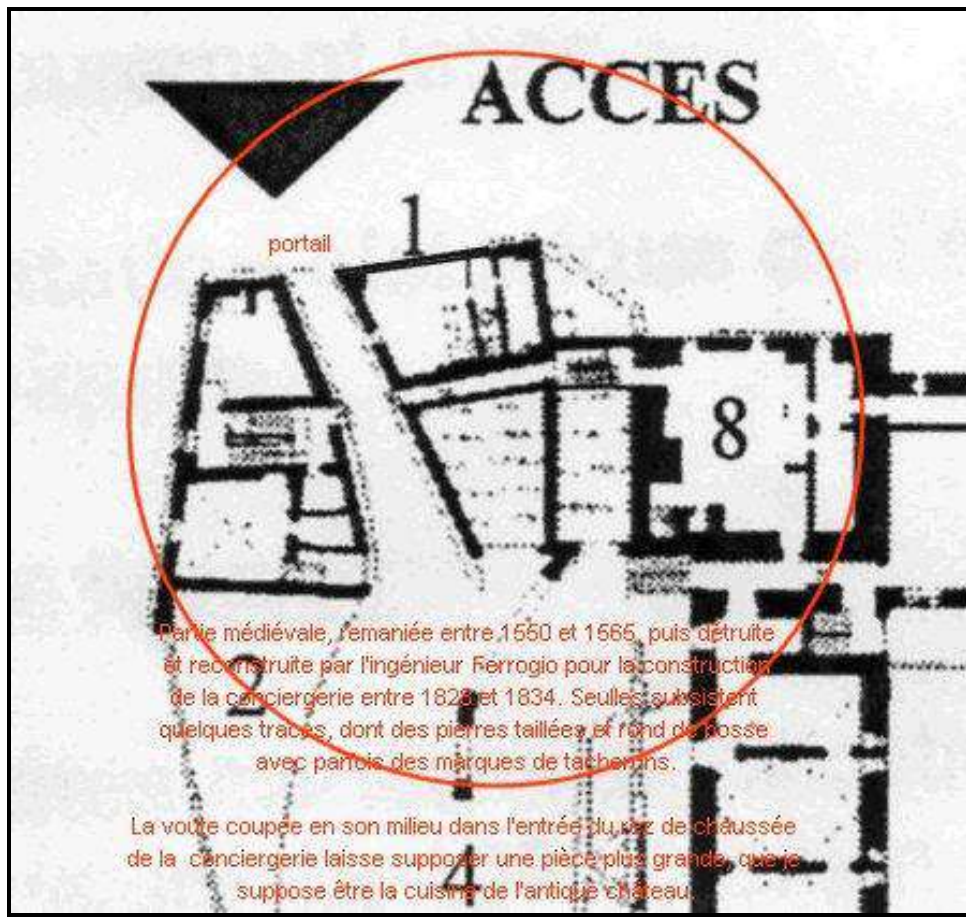 ACCES
1
portail
8
Partie médiévale, remaniée entre 1550 et 1565, puis détruite
et reconstruite par l'ingénieur Ferrogio pour la construction
de la conciergerie entre 1828 et 1834. Seulles subsistent
2
quelques traces, dont des pierres taillées et rond de bosse
avec parfois des marques de tacherons.
La voute coupée en son milieu dans l'entrée du rez de chaussée
de la conciergerie laisse supposer une pièce plus grande, que je
4
suppose être la cuisine de l'antique château.